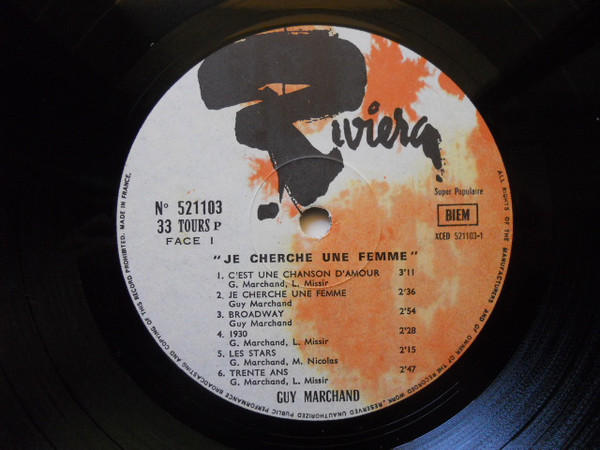 Riviera
Super Populaire
N° 521103
33 TOURS P
FACE 1
BIEM
XCED 521103-1
"JE CHERCHE UNE FEMME"
1. C'EST UNE CHANSON D'AMOUR 3'11
G. Marchand, L. Missir
2. JE CHERCHE UNE FEMME 2'36
Guy Marchand
3. BROADWAY 2'54
Guy Marchand
4. 1930 2'28
G. Marchand, L. Missir
5. LES STARS 2'15
G. Marchand, M. Nicolas
6. TRENTE ANS 2'47
G. Marchand, L. Missir
GUY MARCHAND
ALL RIGHTS OF THE MANUFACTURERS AND OF OWNER OF THE RECORDED WORK RESERVED UNAUTHORIZED PUBLIC PERFORMANCE BROADCASTING AND COPYING OF THIS RECORD PROHIBITED. MADE IN FRANCE.